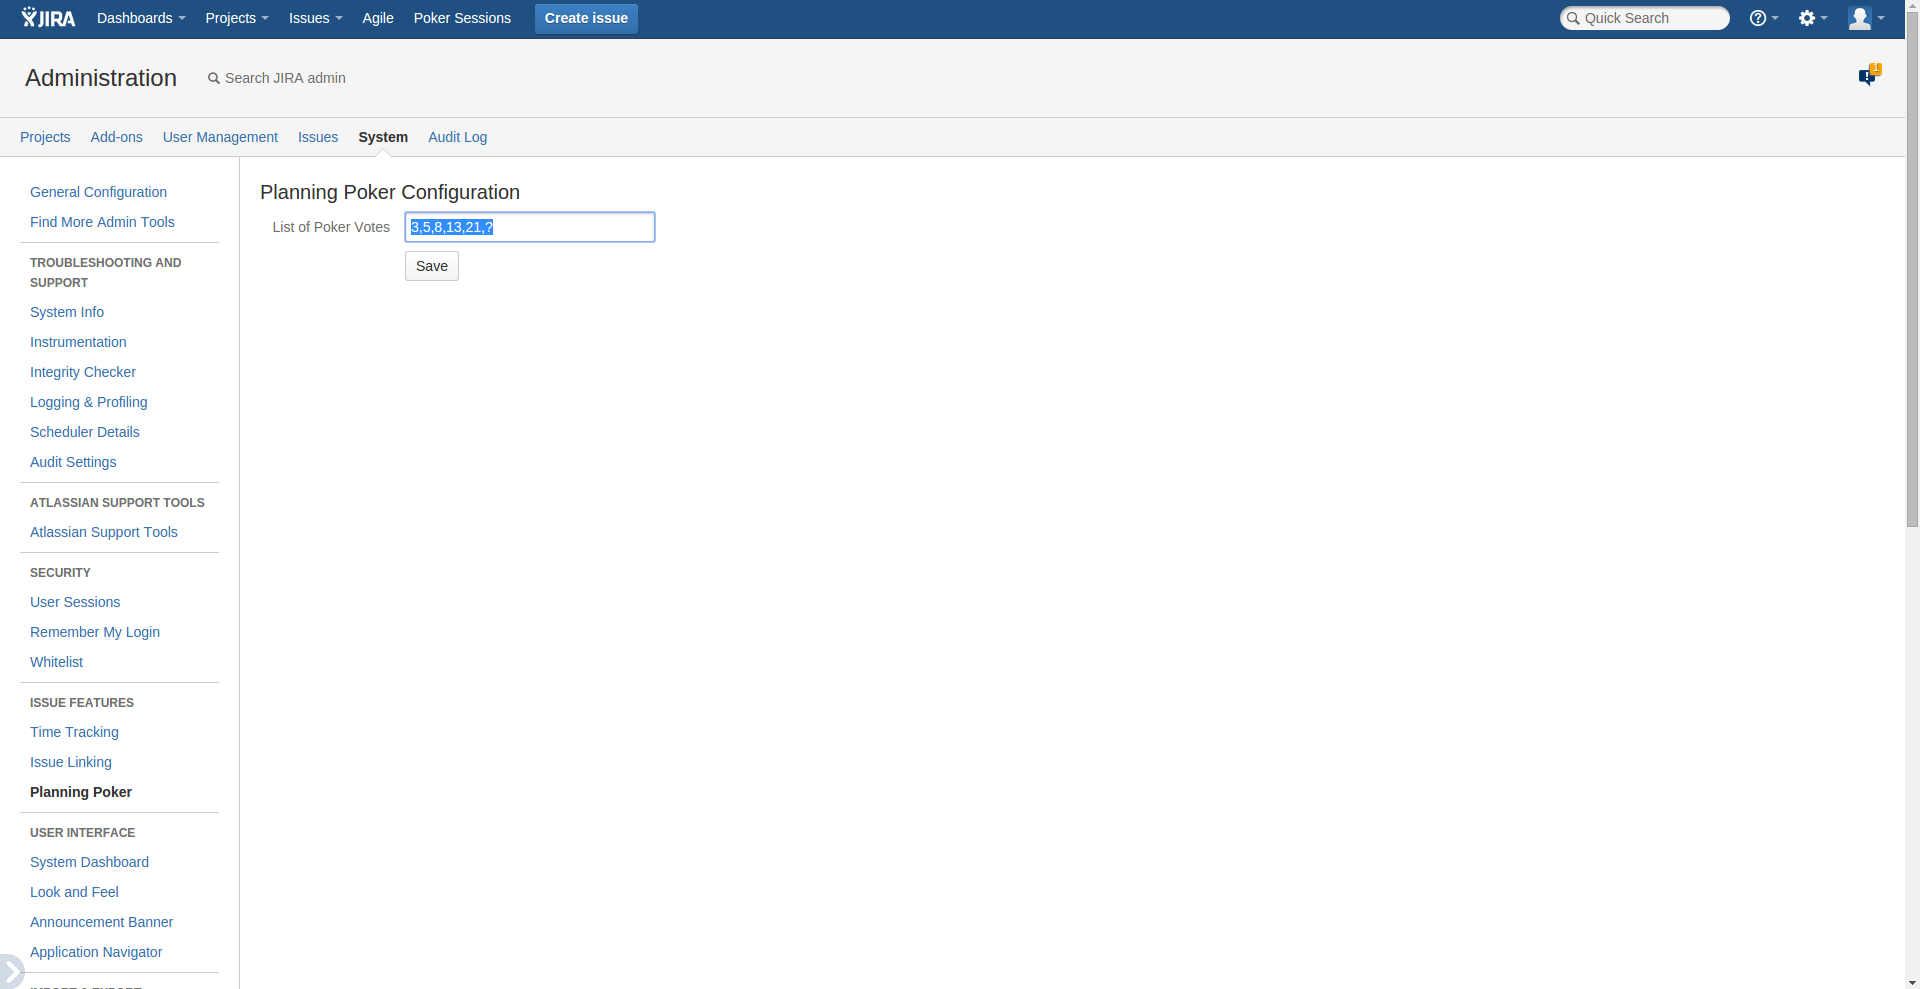 JIRA Dashboards Projects Issues Agile Poker Sessions Create issue Quick Search
Administration Search JIRA admin 1
Projects Add-ons User Management Issues System Audit Log
General Configuration
Find More Admin Tools
TROUBLESHOOTING AND
SUPPORT
System Info
Instrumentation
Integrity Checker
Logging & Profiling
Scheduler Details
Audit Settings
ATLASSIAN SUPPORT TOOLS
Atlassian Support Tools
SECURITY
User Sessions
Remember My Login
Whitelist
ISSUE FEATURES
Time Tracking
Issue Linking
Planning Poker
USER INTERFACE
System Dashboard
Look and Feel
Announcement Banner
Application Navigator
IMPORT & EXPORT
Planning Poker Configuration
List of Poker Votes 3,5,8,13,21,?
Save